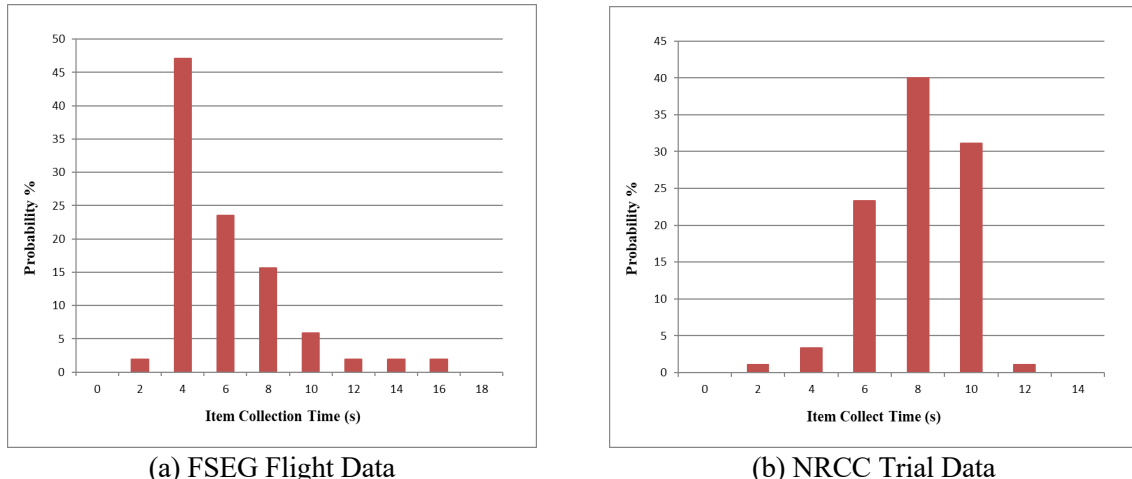 50
45
40
35
30
25
20
15
10
5
0
Probability %
0 2 4 6 8 10 12 14 16 18
Item Collection Time (s)
(a) FSEG Flight Data
45
40
35
30
25
20
15
10
5
0
Probability %
0 2 4 6 8 10 12 14
Item Collect Time (s)
(b) NRCC Trial Data